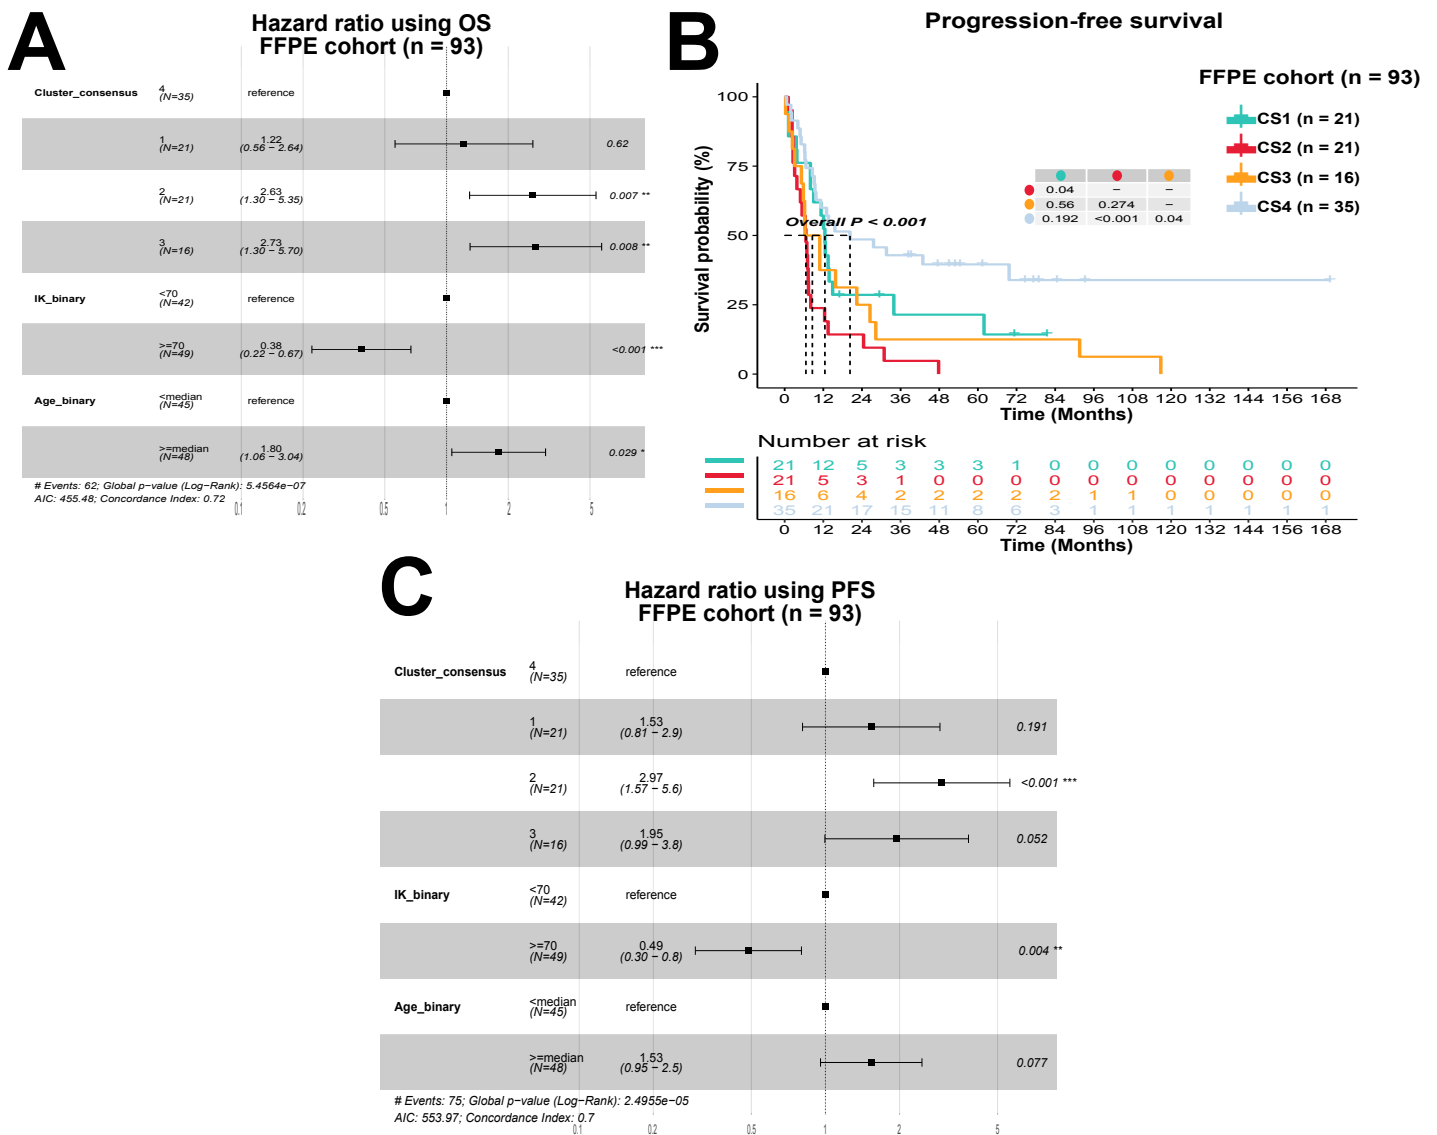 A
Hazard ratio using OS
FFPE cohort (n = 93)
Cluster_consensus 4 (N=35) reference
1 (N=21) 1.22 (0.56 − 2.64) 0.62
2 (N=21) 2.63 (1.30 − 5.35) 0.007 **
3 (N=16) 2.73 (1.30 − 5.70) 0.008 **
IK_binary <70 (N=42) reference
>=70 (N=49) 0.38 (0.22 − 0.67) <0.001 ***
Age_binary <median (N=45) reference
>=median (N=48) 1.80 (1.06 − 3.04) 0.029 *
# Events: 62; Global p−value (Log−Rank): 5.4564e−07
AIC: 455.48; Concordance Index: 0.72
0.1 0.2 0.5 1 2 5
B
Progression-free survival
FFPE cohort (n = 93)
CS1 (n = 21)
CS2 (n = 21)
CS3 (n = 16)
CS4 (n = 35)
Survival probability (%)
100
75
50
25
0
Overall P < 0.001
0.04 − −
0.56 0.274 −
0.192 <0.001 0.04
0 12 24 36 48 60 72 84 96 108 120 132 144 156 168
Time (Months)
Number at risk
21 12 5 3 3 3 1 0 0 0 0 0 0 0 0
21 5 3 1 0 0 0 0 0 0 0 0 0 0 0
16 6 4 2 2 2 2 2 1 1 0 0 0 0 0
35 21 17 15 11 8 6 3 1 1 1 1 1 1 1
0 12 24 36 48 60 72 84 96 108 120 132 144 156 168
Time (Months)
C
Hazard ratio using PFS
FFPE cohort (n = 93)
Cluster_consensus 4 (N=35) reference
1 (N=21) 1.53 (0.81 − 2.9) 0.191
2 (N=21) 2.97 (1.57 − 5.6) <0.001 ***
3 (N=16) 1.95 (0.99 − 3.8) 0.052
IK_binary <70 (N=42) reference
>=70 (N=49) 0.49 (0.30 − 0.8) 0.004 **
Age_binary <median (N=45) reference
>=median (N=48) 1.53 (0.95 − 2.5) 0.077
# Events: 75; Global p−value (Log−Rank): 2.4955e−05
AIC: 553.97; Concordance Index: 0.7
0.1 0.2 0.5 1 2 5